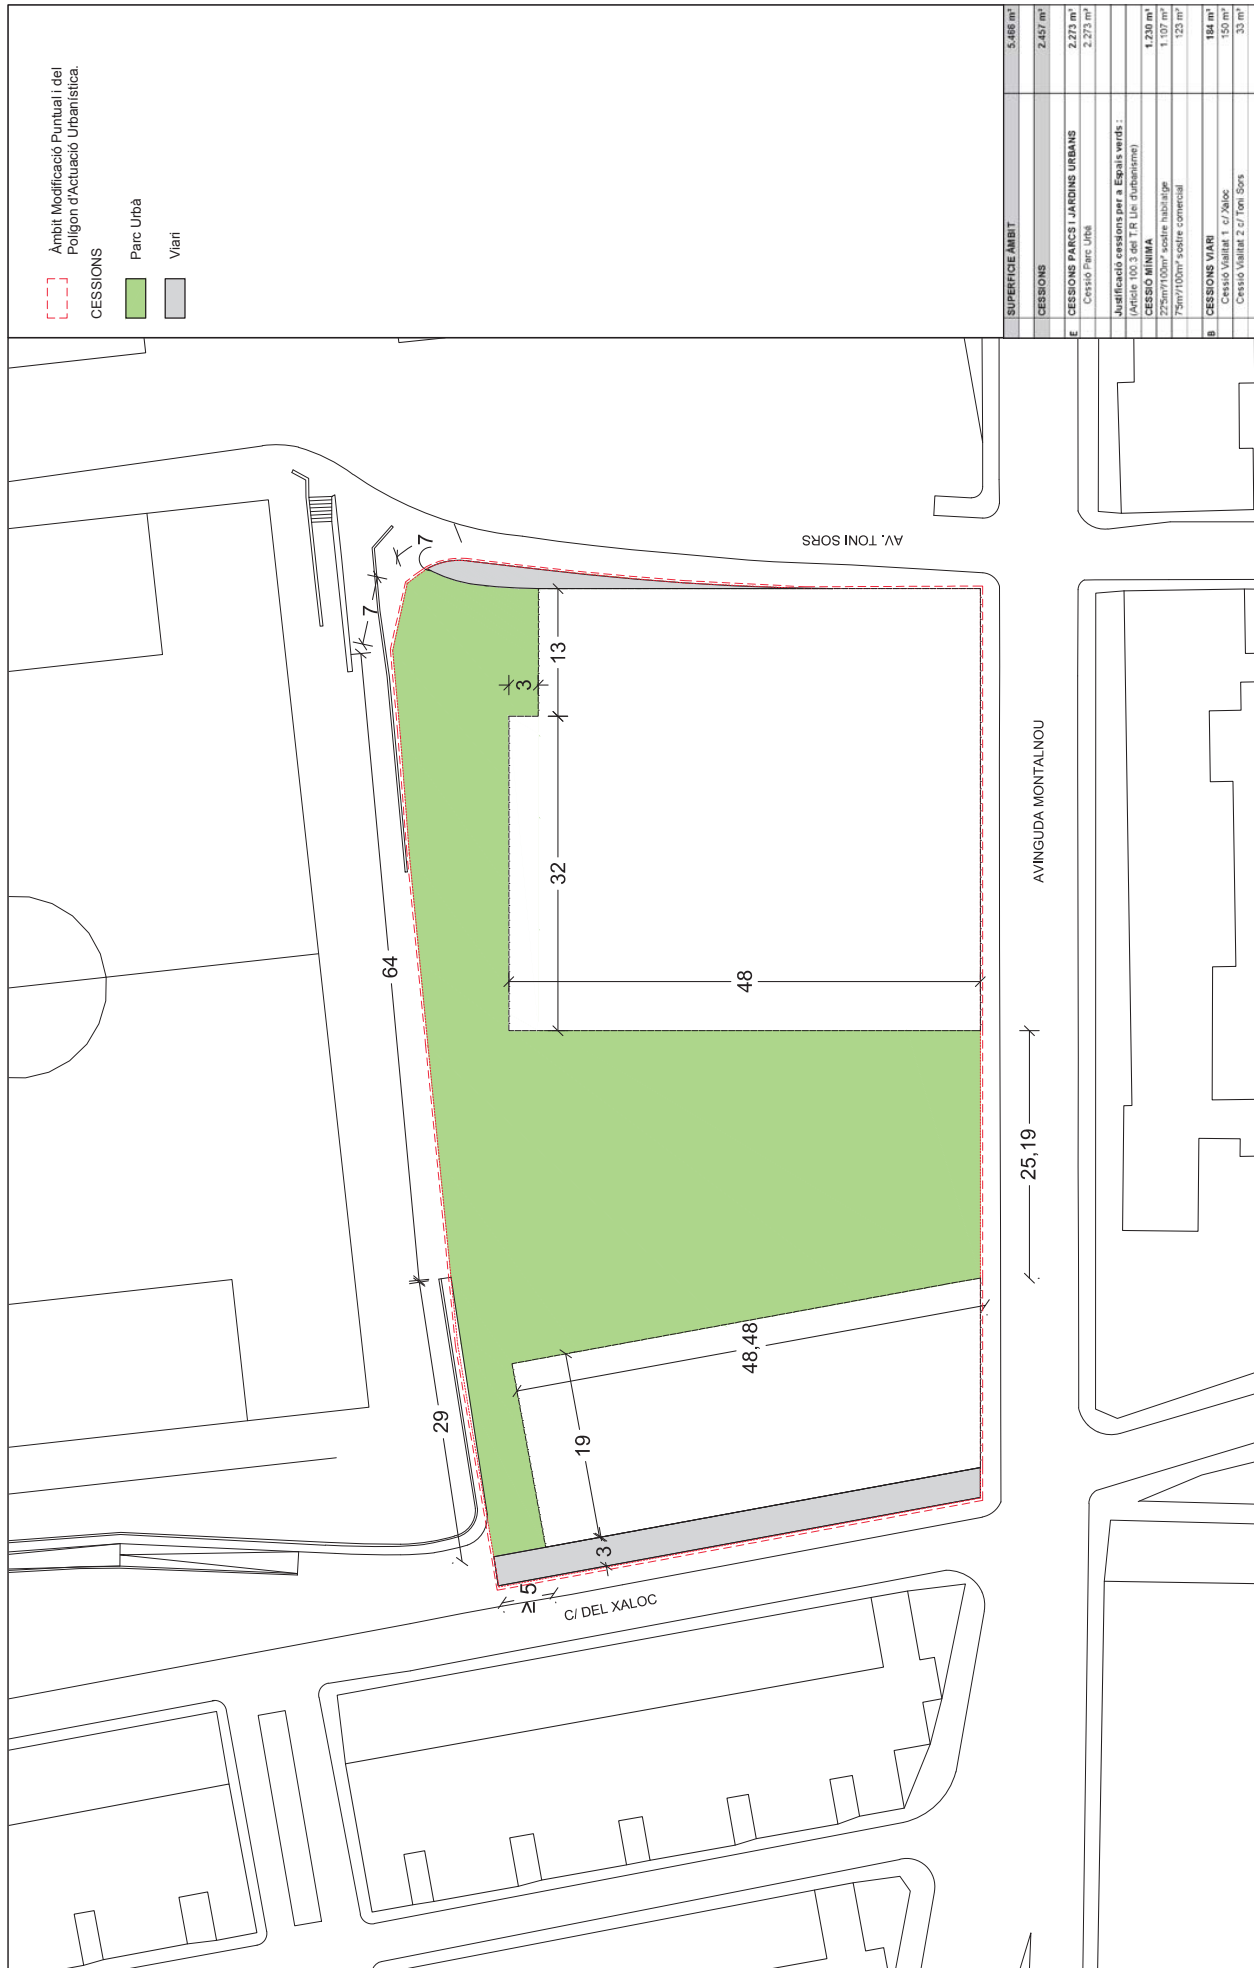 Àmbit Modificació Puntual i del
Polígon d'Actuació Urbanística.
CESSIONS
Parc Urbà
Viari
SUPERFICIE ÀMBIT 5.466 m²
CESSIONS 2.457 m²
E CESSIONS PARCS I JARDINS URBANS 2.273 m²
Cessió Parc Urbà 2.273 m²
Justificació cessions per a Espais verds :
(Article 100.3 del T.R Llei d'urbanisme)
CESSIÓ MÍNIMA 1.230 m²
225m²/100m² sostre habitatge 1.107 m²
75m²/100m² sostre comercial 123 m²
B CESSIONS VIARI 184 m²
Cessió Vialitat 1 c/ Xaloc 150 m²
Cessió Vialitat 2 c/ Toni Sors 33 m²
29
64
7
7
3
13
32
48
25,19
48,48
19
3
≥ 5
C/ DEL XALOC
AV. TONI SORS
AVINGUDA MONTALNOU